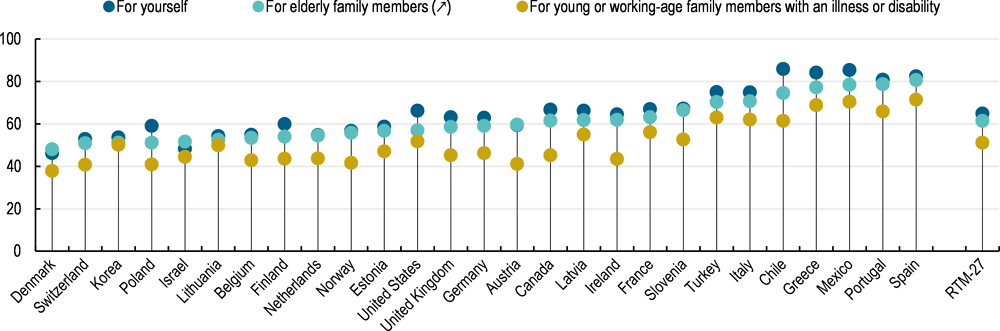 For yourself For elderly family members (↗) For young or working-age family members with an illness or disability
100
80
60
40
20
0
Denmark
Switzerland
Korea
Poland
Israel
Lithuania
Belgium
Finland
Netherlands
Norway
Estonia
United States
United Kingdom
Germany
Austria
Canada
Latvia
Ireland
France
Slovenia
Turkey
Italy
Chile
Greece
Mexico
Portugal
Spain
RTM-27